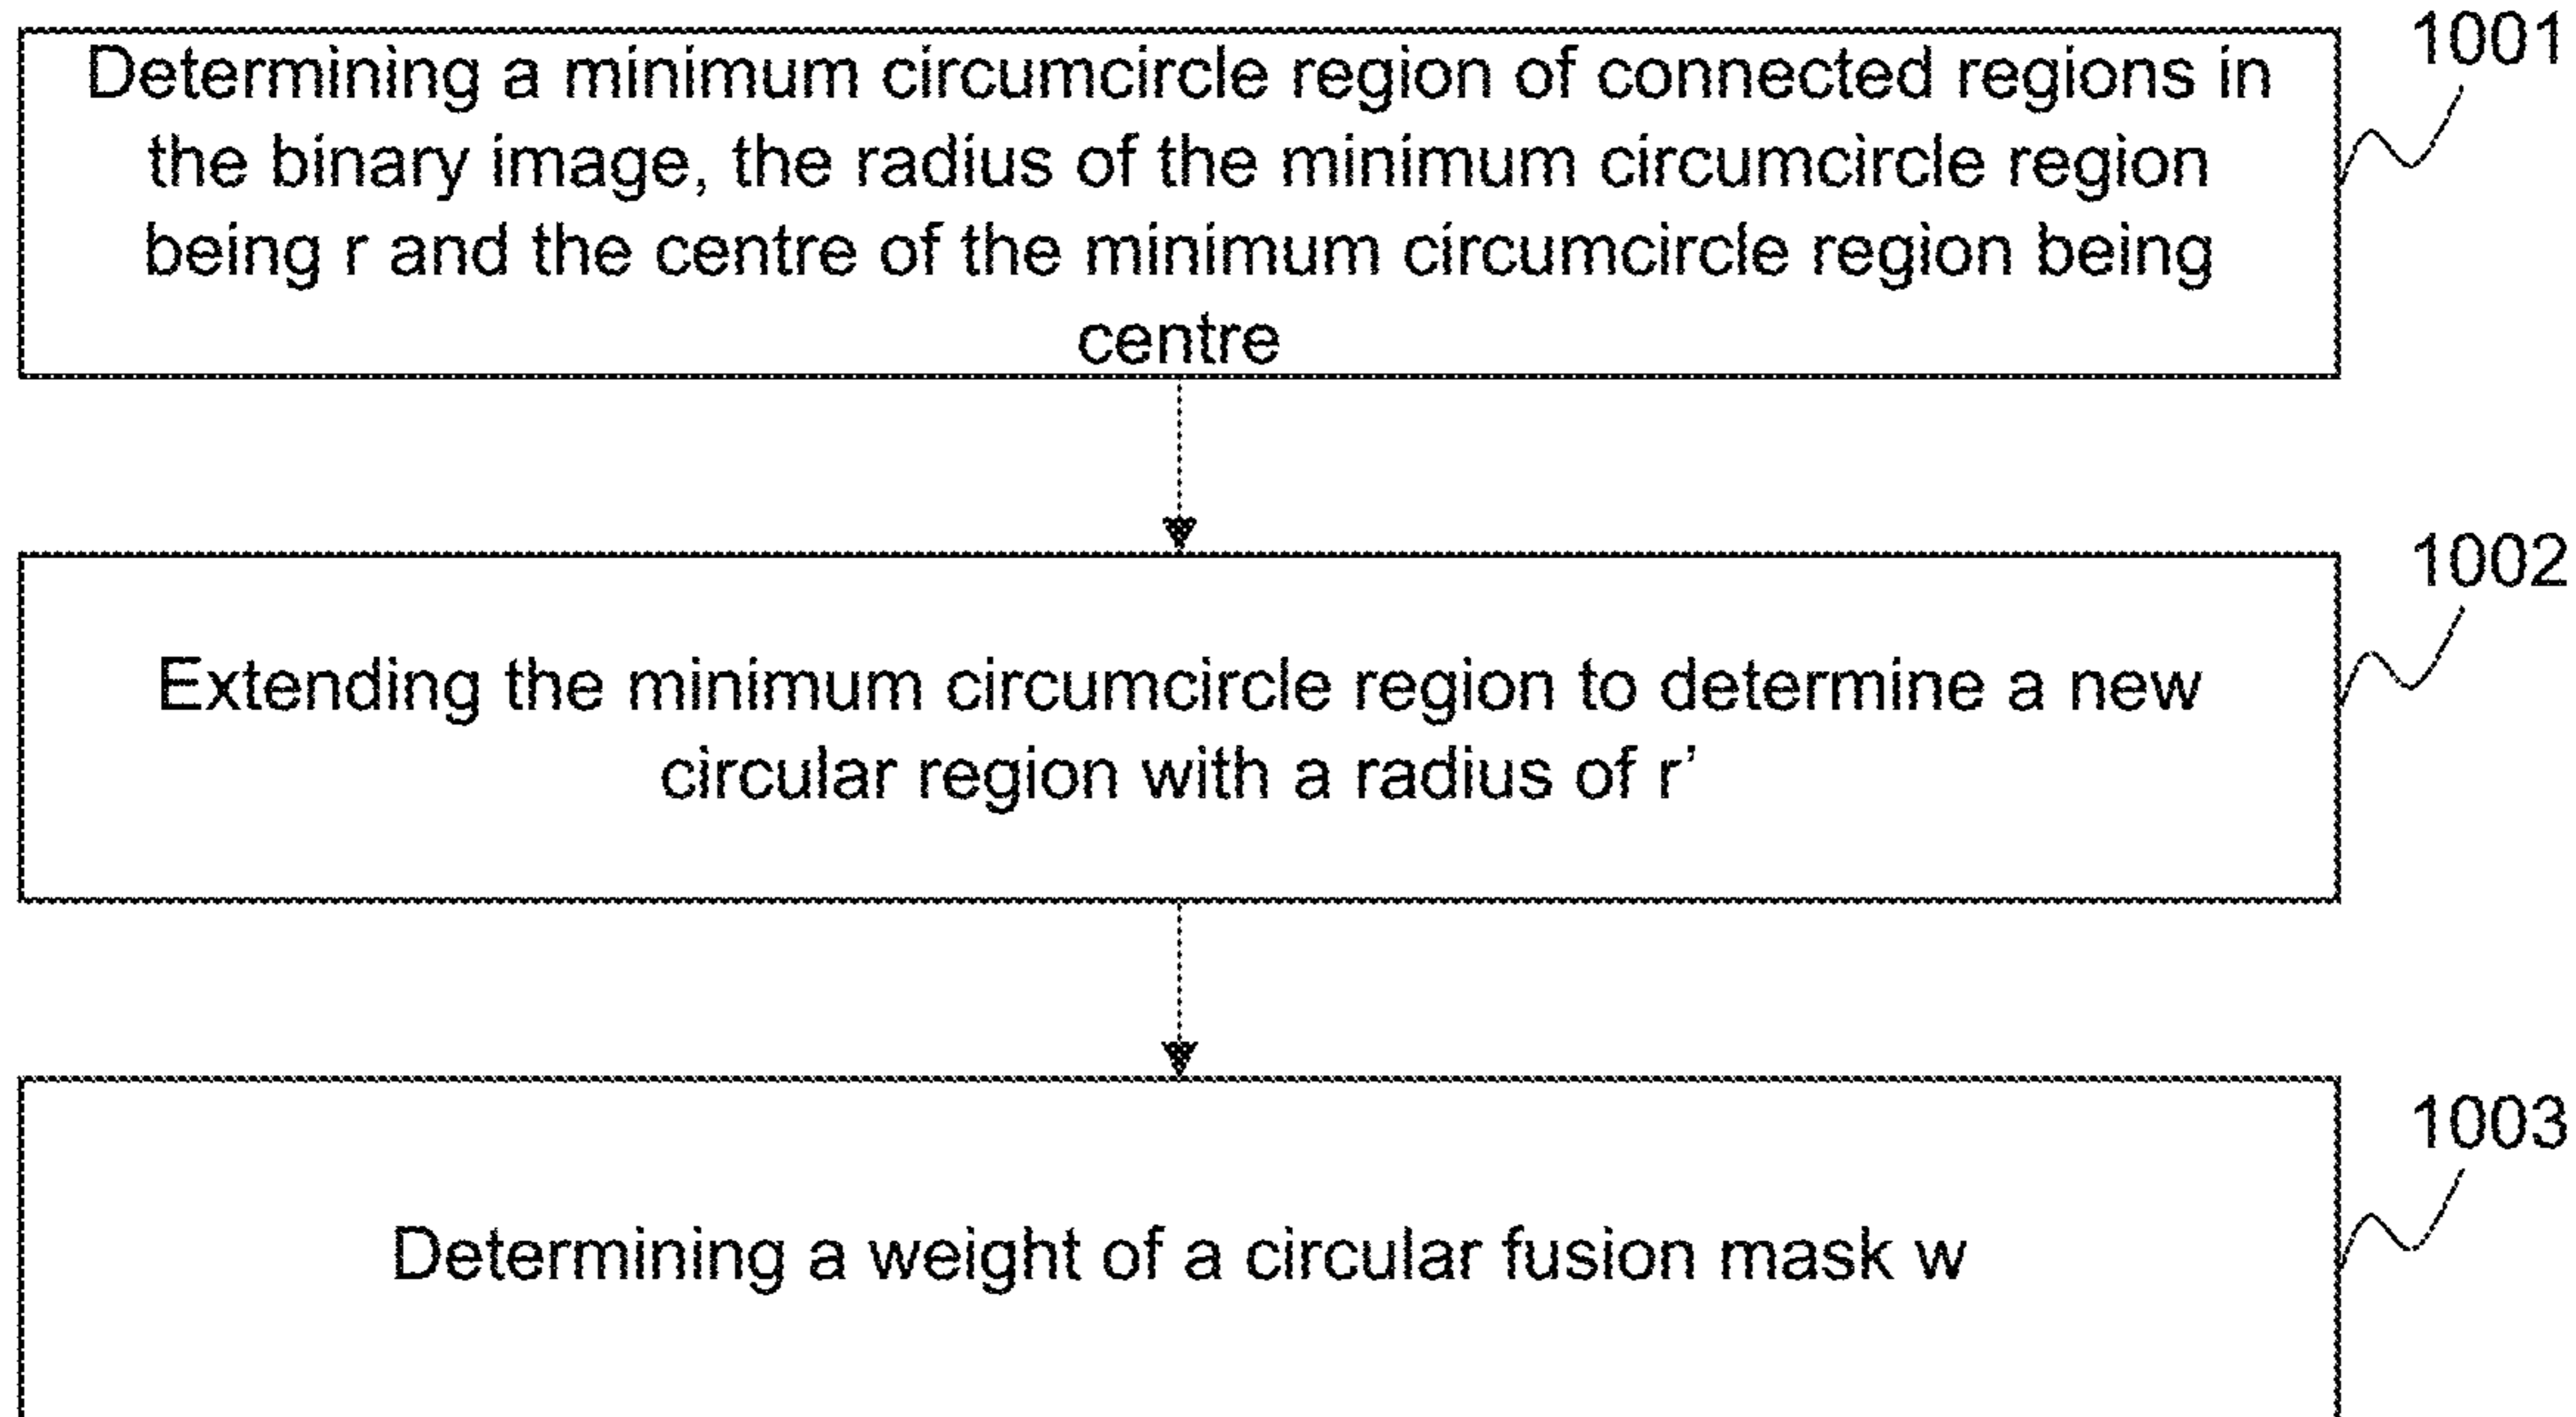 1001
Determining a minimum circumcircle region of connected regions in
the binary image, the radius of the minimum circumcircle region
being r and the centre of the minimum circumcircle region being
centre
1002
Extending the minimum circumcircle region to determine a new
circular region with a radius of r’
1003
Determining a weight of a circular fusion mask w